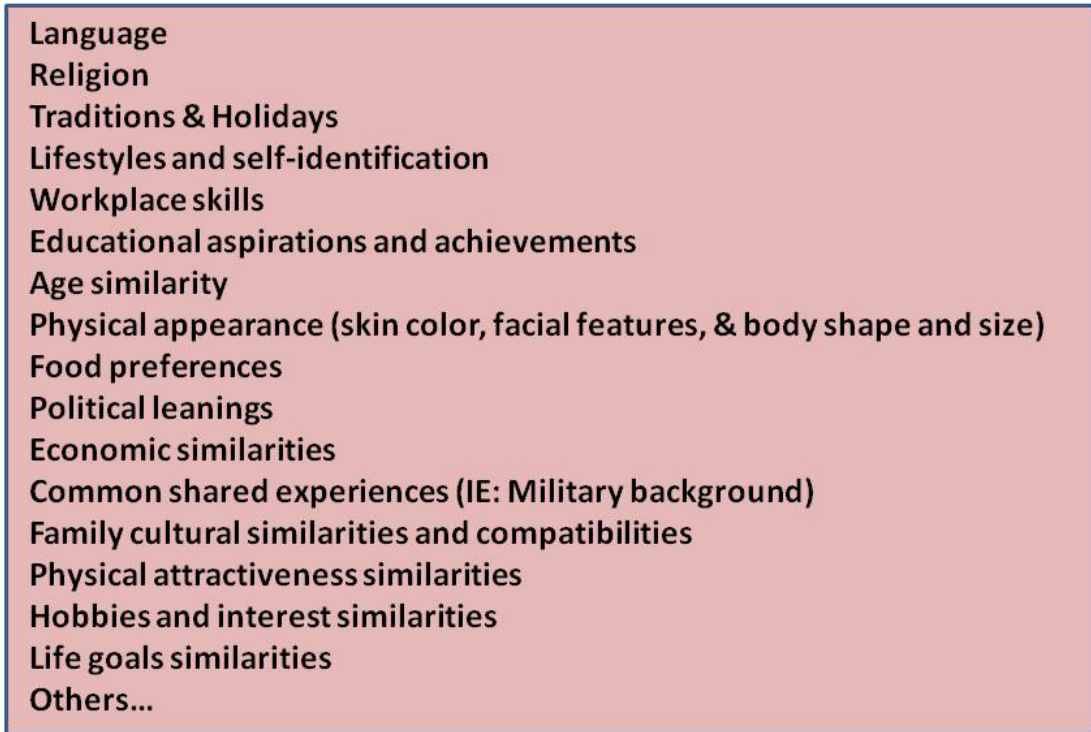 Language
Religion
Traditions & Holidays
Lifestyles and self-identification
Workplace skills
Educational aspirations and achievements
Age similarity
Physical appearance (skin color, facial features, & body shape and size)
Food preferences
Political leanings
Economic similarities
Common shared experiences (IE: Military background)
Family cultural similarities and compatibilities
Physical attractiveness similarities
Hobbies and interest similarities
Life goals similarities
Others...